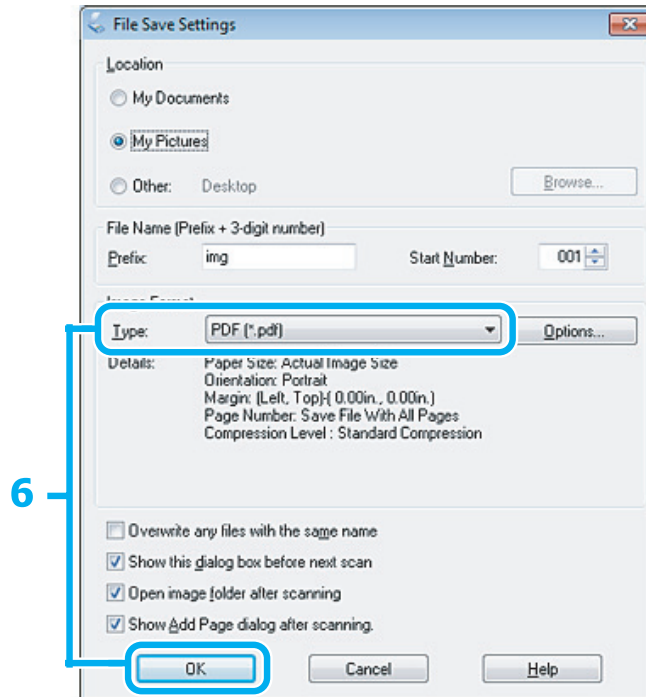 File Save Settings
Location
My Documents
My Pictures
Other: Desktop Browse...
File Name (Prefix + 3-digit number)
Prefix: img Start Number: 001
Image Format
Type: PDF (*.pdf) Options...
Details: Paper Size: Actual Image Size
Orientation: Portrait
Margin: (Left, Top)-( 0.00in., 0.00in.)
Page Number: Save File With All Pages
Compression Level : Standard Compression
6
Overwrite any files with the same name
Show this dialog box before next scan
Open image folder after scanning
Show Add Page dialog after scanning.
OK Cancel Help